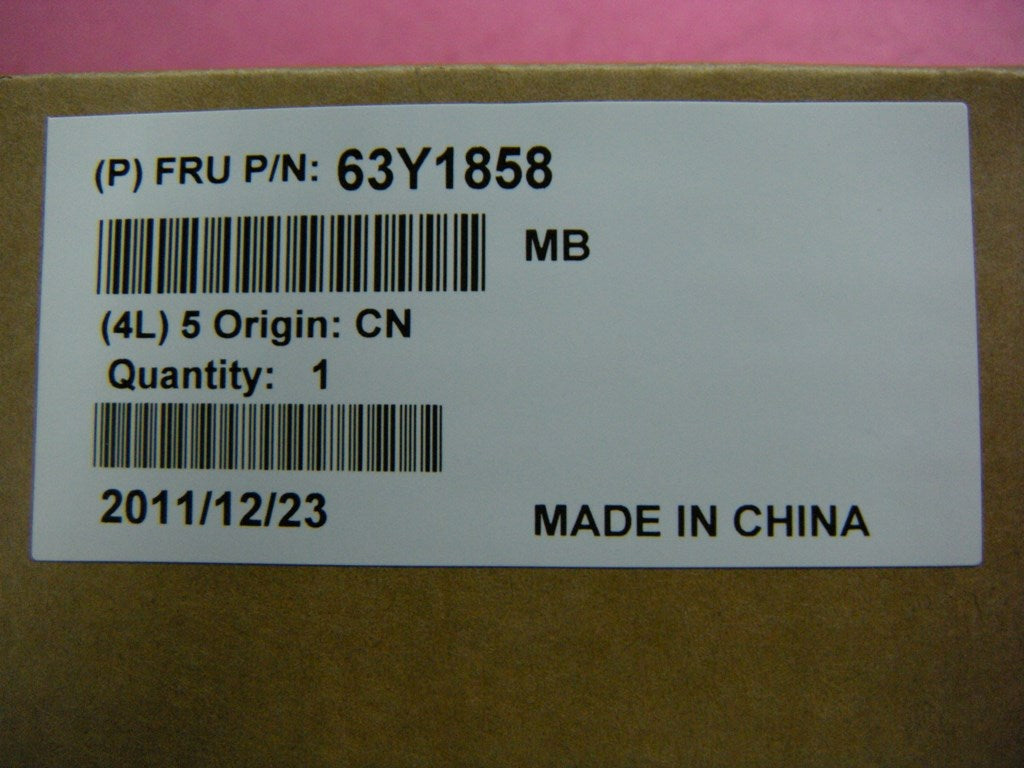 (P) FRU P/N: 63Y1858
MB
(4L) 5 Origin: CN
Quantity: 1
2011/12/23
MADE IN CHINA